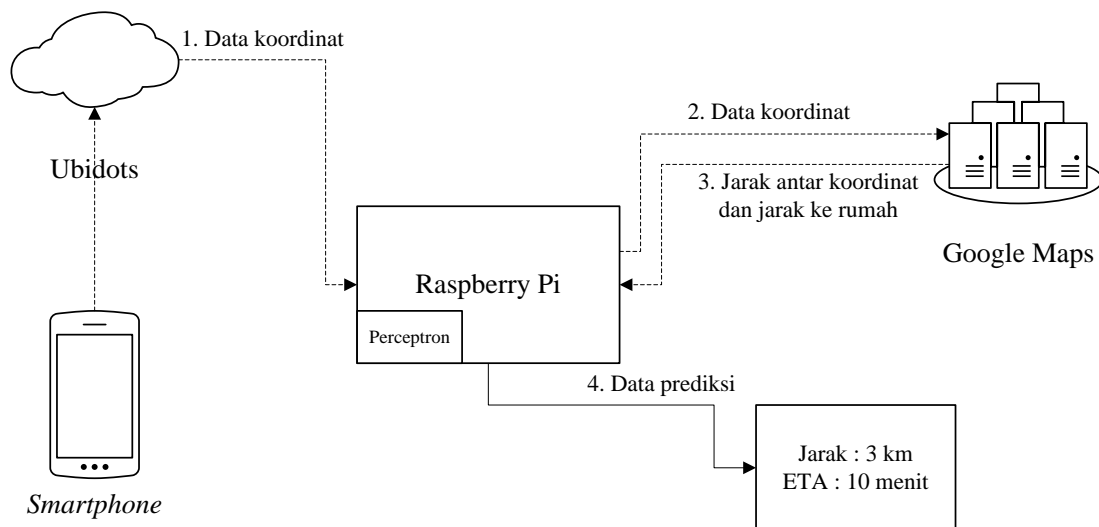 1. Data koordinat
2. Data koordinat
Ubidots
3. Jarak antar koordinat
dan jarak ke rumah
Google Maps
Raspberry Pi
Perceptron
4. Data prediksi
Jarak : 3 km
ETA : 10 menit
Smartphone